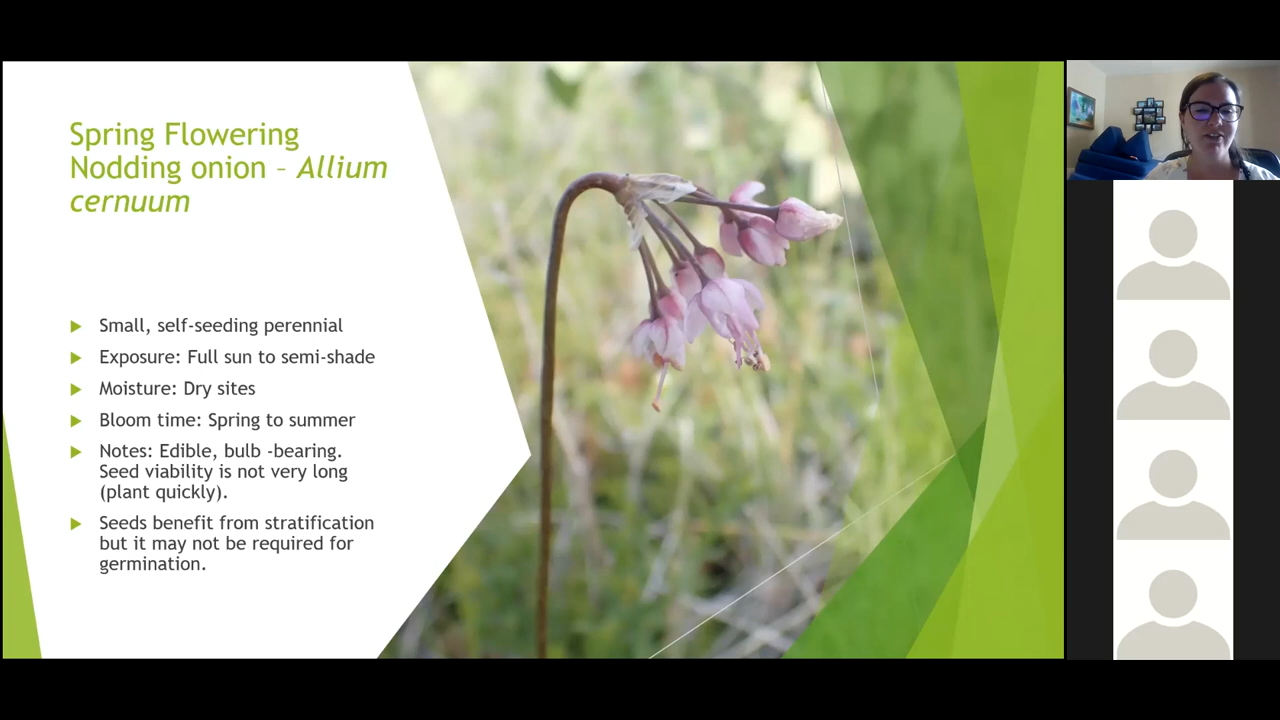 Spring Flowering
Nodding onion – Allium
cernuum
Small, self-seeding perennial
Exposure: Full sun to semi-shade
Moisture: Dry sites
Bloom time: Spring to summer
Notes: Edible, bulb -bearing.
Seed viability is not very long
(plant quickly).
Seeds benefit from stratification
but it may not be required for
germination.